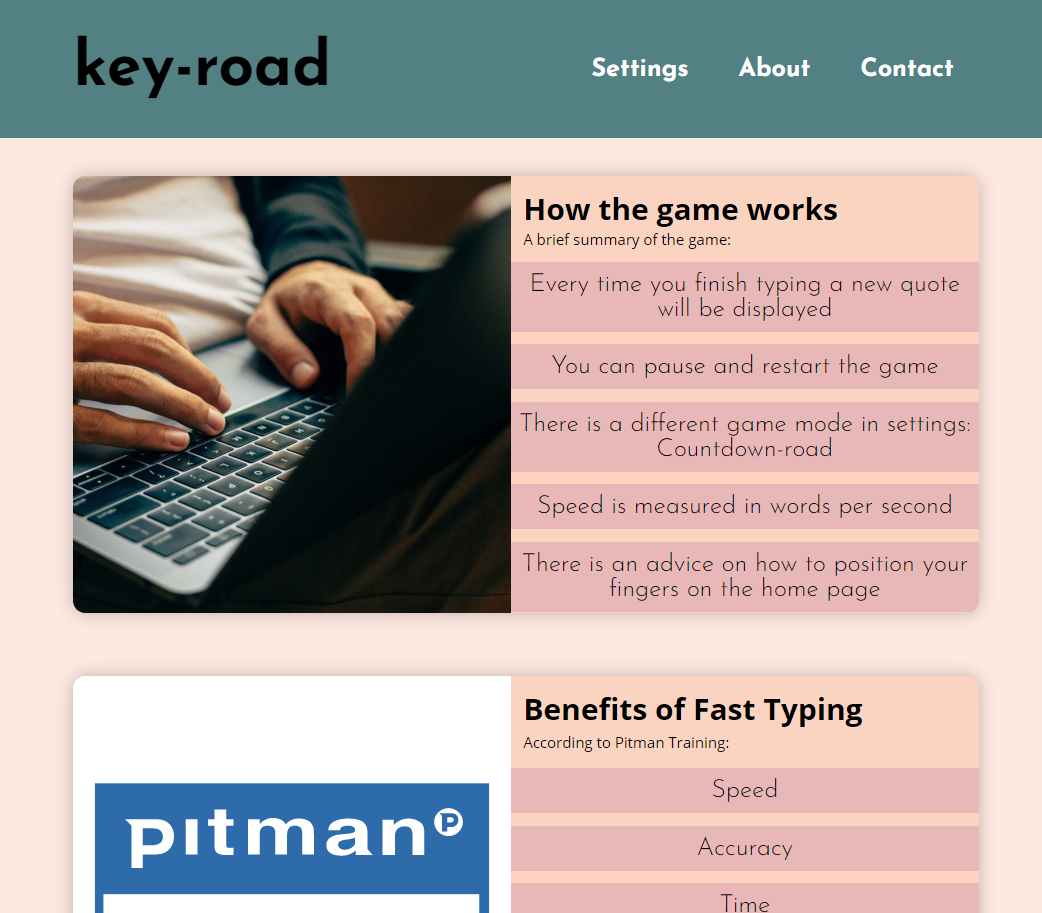 key-road
Settings About Contact
How the game works
A brief summary of the game:
Every time you finish typing a new quote
will be displayed
You can pause and restart the game
There is a different game mode in settings:
Countdown-road
Speed is measured in words per second
There is an advice on how to position your
fingers on the home page
pitman P
Benefits of Fast Typing
According to Pitman Training:
Speed
Accuracy
Time